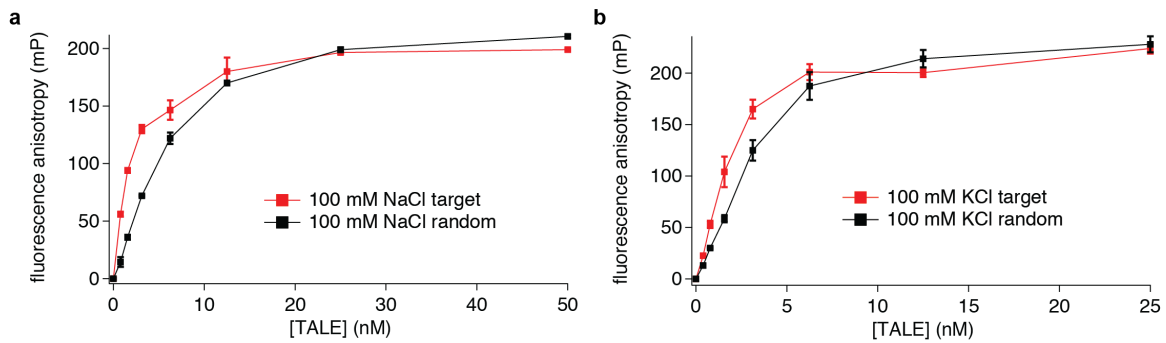 a
fluorescence anisotropy (mP)
200
150
100
50
0
100 mM NaCl target
100 mM NaCl random
0 10 20 30 40 50
[TALE] (nM)
b
fluorescence anisotropy (mP)
200
150
100
50
0
100 mM KCl target
100 mM KCl random
0 5 10 15 20 25
[TALE] (nM)